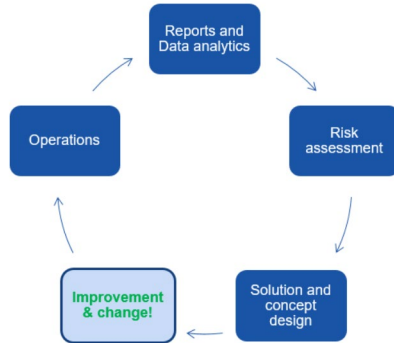 Reports and
Data analytics
Risk
assessment
Solution and
concept
design
Improvement
& change!
Operations